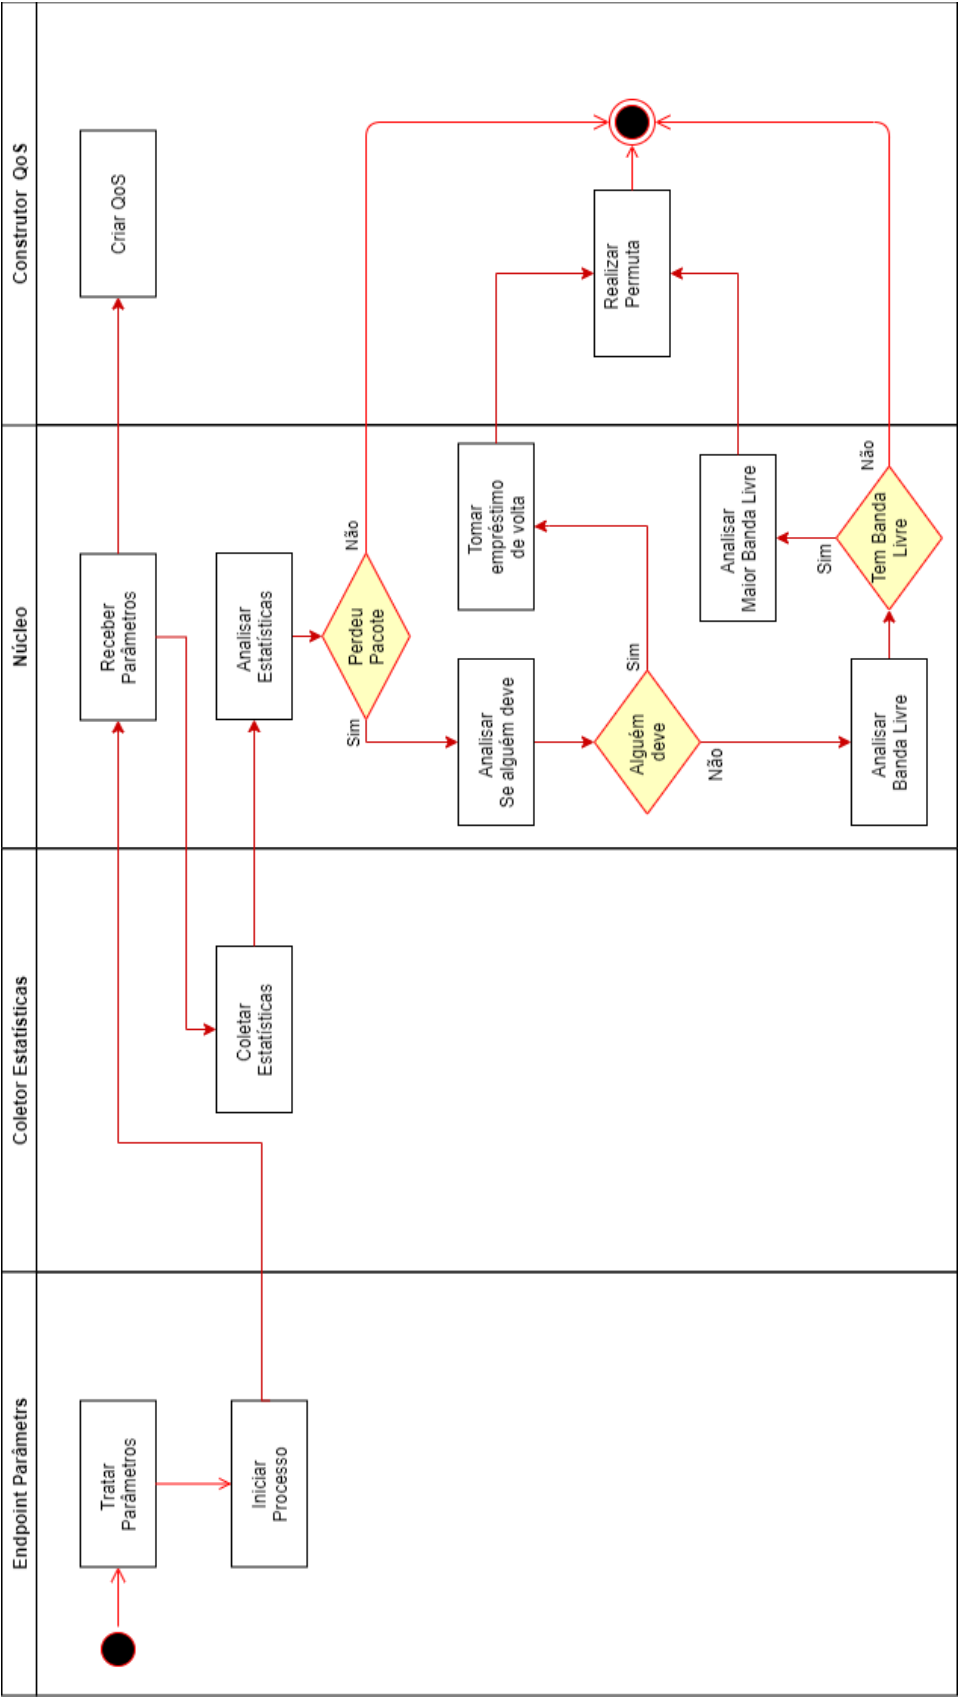 Endpoint Parâmetrs
Coletor Estatísticas
Núcleo
Construtor QoS
Tratar
Parâmetros
Iniciar
Processo
Coletar
Estatísticas
Receber
Parâmetros
Criar QoS
Analisar
Estatísticas
Perdeu
Pacote
Sim
Não
Analisar
Se alguém deve
Tomar
empréstimo
de volta
Alguém
deve
Sim
Não
Realizar
Permuta
Analisar
Maior Banda Livre
Analisar
Banda Livre
Tem Banda
Livre
Sim
Não